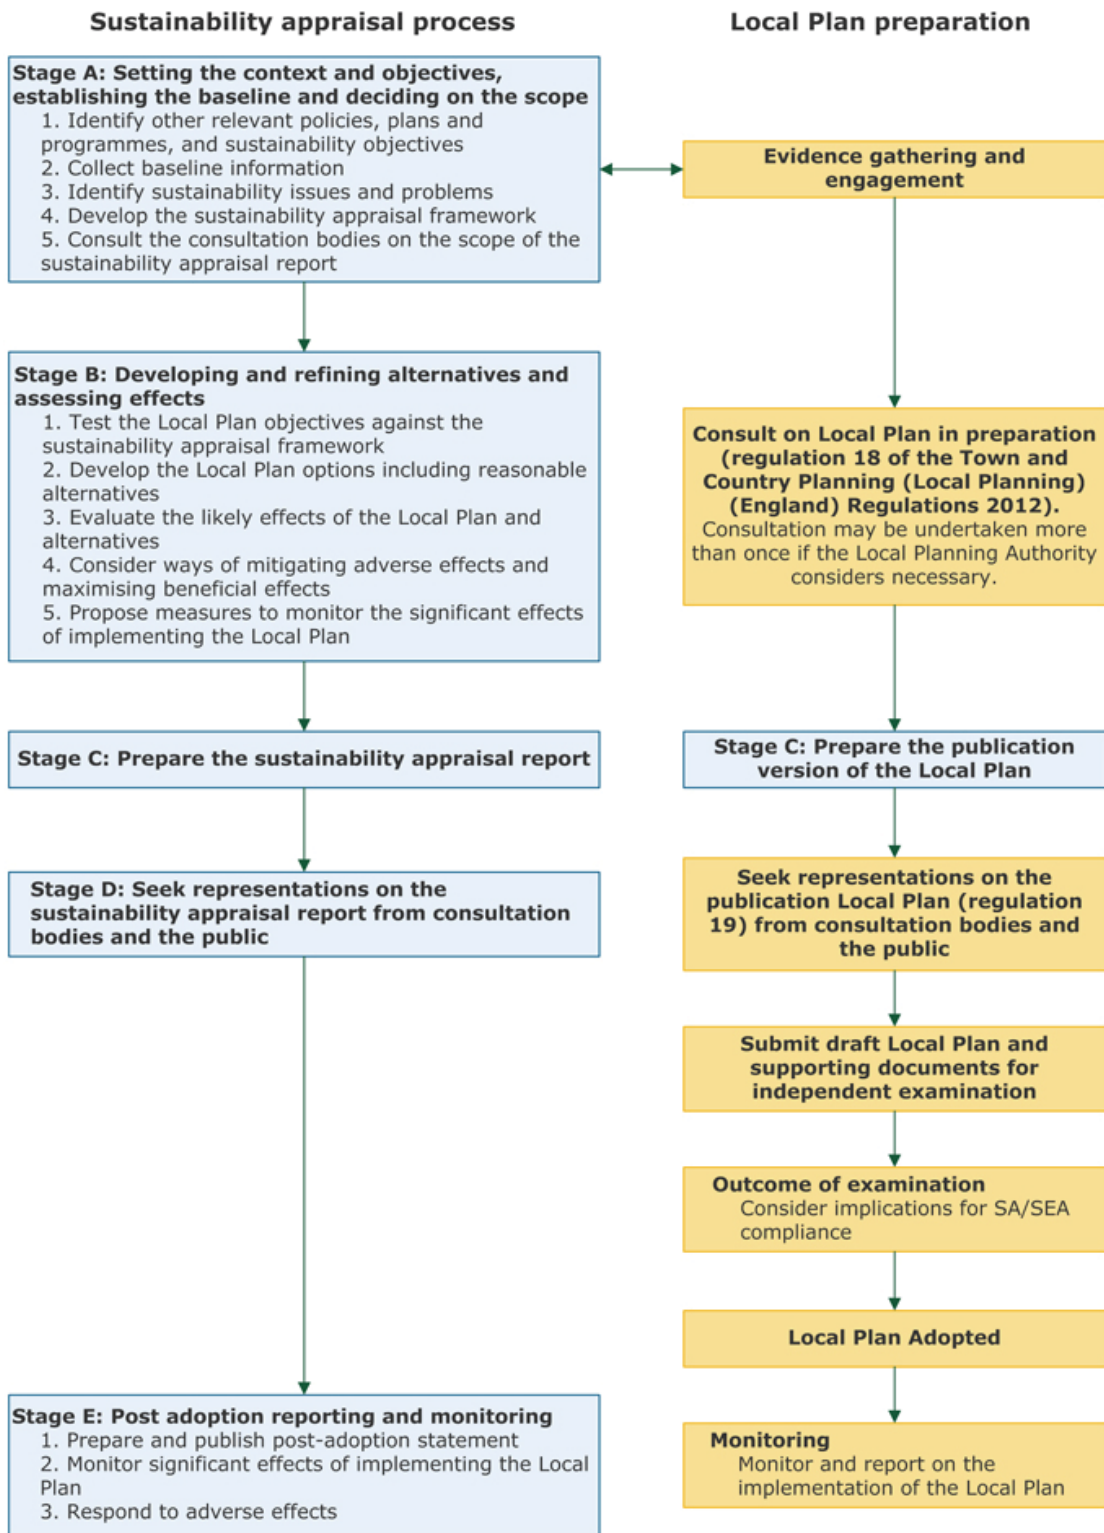 Sustainability appraisal process
Local Plan preparation
Stage A: Setting the context and objectives,
establishing the baseline and deciding on the scope
1. Identify other relevant policies, plans and
programmes, and sustainability objectives
2. Collect baseline information
3. Identify sustainability issues and problems
4. Develop the sustainability appraisal framework
5. Consult the consultation bodies on the scope of the
sustainability appraisal report
Evidence gathering and
engagement
Stage B: Developing and refining alternatives and
assessing effects
1. Test the Local Plan objectives against the
sustainability appraisal framework
2. Develop the Local Plan options including reasonable
alternatives
3. Evaluate the likely effects of the Local Plan and
alternatives
4. Consider ways of mitigating adverse effects and
maximising beneficial effects
5. Propose measures to monitor the significant effects
of implementing the Local Plan
Consult on Local Plan in preparation
(regulation 18 of the Town and
Country Planning (Local Planning)
(England) Regulations 2012).
Consultation may be undertaken more
than once if the Local Planning Authority
considers necessary.
Stage C: Prepare the sustainability appraisal report
Stage C: Prepare the publication
version of the Local Plan
Stage D: Seek representations on the
sustainability appraisal report from consultation
bodies and the public
Seek representations on the
publication Local Plan (regulation
19) from consultation bodies and
the public
Submit draft Local Plan and
supporting documents for
independent examination
Outcome of examination
Consider implications for SA/SEA
compliance
Local Plan Adopted
Stage E: Post adoption reporting and monitoring
1. Prepare and publish post-adoption statement
2. Monitor significant effects of implementing the Local
Plan
3. Respond to adverse effects
Monitoring
Monitor and report on the
implementation of the Local Plan